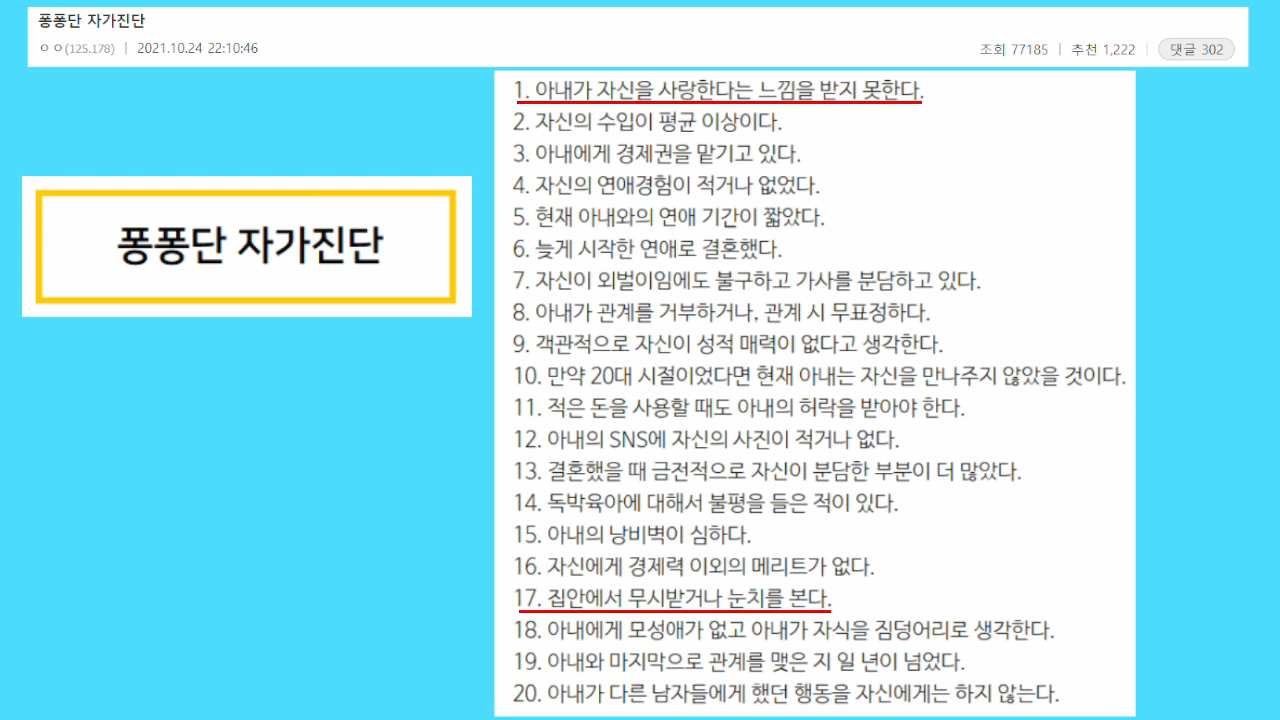 퐁퐁단 자가진단
ㅇㅇ(125.178) | 2021.10.24 22:10:46
조회 77185 | 추천 1,222 | 댓글 302
퐁퐁단 자가진단
1. 아내가 자신을 사랑한다는 느낌을 받지 못한다.
2. 자신의 수입이 평균 이상이다.
3. 아내에게 경제권을 맡기고 있다.
4. 자신의 연애경험이 적거나 없었다.
5. 현재 아내와의 연애 기간이 짧았다.
6. 늦게 시작한 연애로 결혼했다.
7. 자신이 외벌이임에도 불구하고 가사를 분담하고 있다.
8. 아내가 관계를 거부하거나, 관계 시 무표정하다.
9. 객관적으로 자신이 성적 매력이 없다고 생각한다.
10. 만약 20대 시절이었다면 현재 아내는 자신을 만나주지 않았을 것이다.
11. 적은 돈을 사용할 때도 아내의 허락을 받아야 한다.
12. 아내의 SNS에 자신의 사진이 적거나 없다.
13. 결혼했을 때 금전적으로 자신이 분담한 부분이 더 많았다.
14. 독박육아에 대해서 불평을 들은 적이 있다.
15. 아내의 낭비벽이 심하다.
16. 자신에게 경제력 이외의 메리트가 없다.
17. 집안에서 무시받거나 눈치를 본다.
18. 아내에게 모성애가 없고 아내가 자식을 짐덩어리로 생각한다.
19. 아내와 마지막으로 관계를 맺은 지 일 년이 넘었다.
20. 아내가 다른 남자들에게 했던 행동을 자신에게는 하지 않는다.